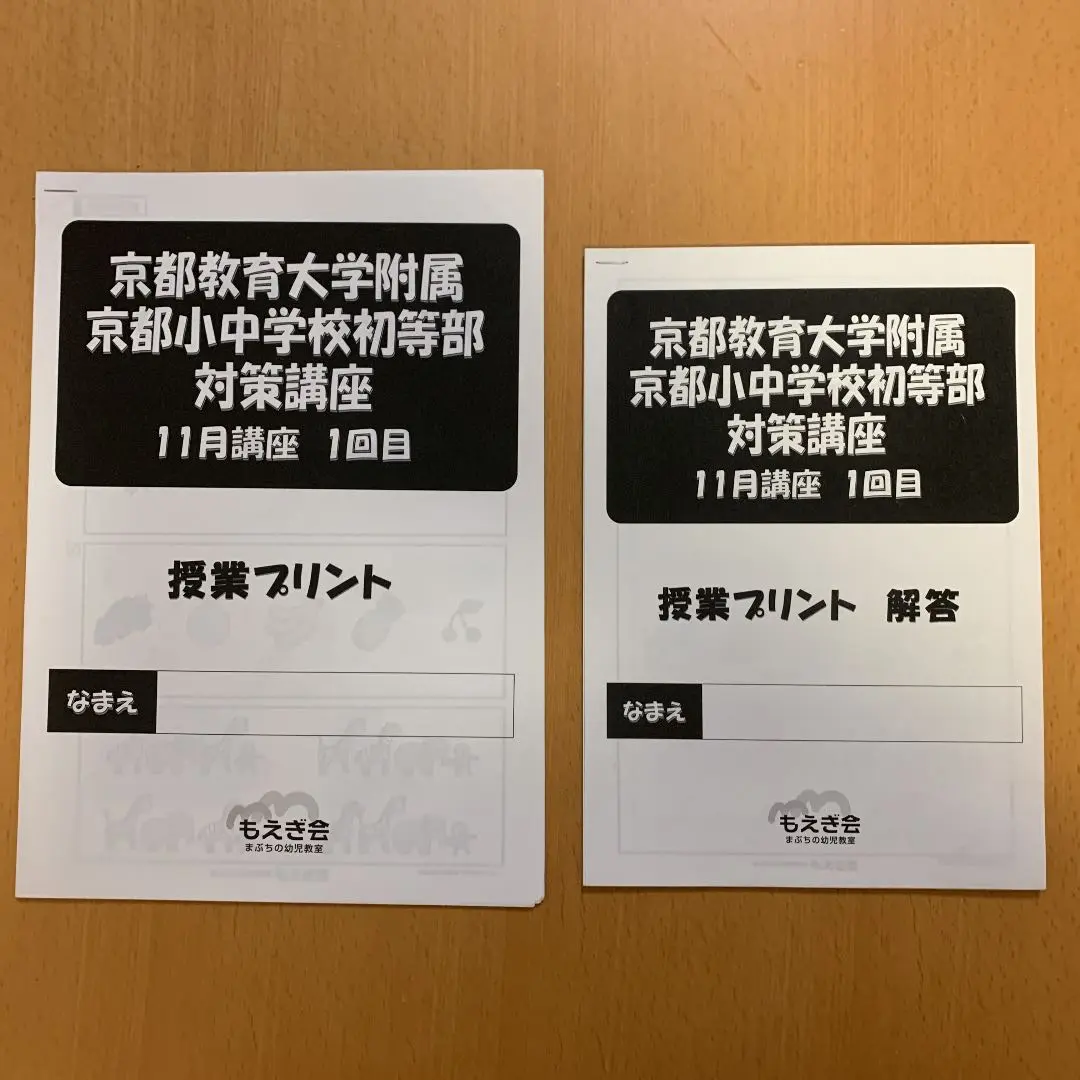 京都教育大学附属
京都小中学校初等部
対策講座
11月講座 1回目
授業プリント
なまえ
もえぎ会
まぶちの幼児教室
京都教育大学附属
京都小中学校初等部
対策講座
11月講座 1回目
授業プリント 解答
なまえ
もえぎ会
まぶちの幼児教室